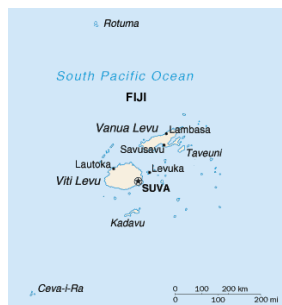 Rotuma
South Pacific Ocean
FIJI
Vanua Levu
Lambasa
Savusavu
Taveuni
Lautoka
Levuka
Viti Levu
SUVA
Kadavu
Ceva-i-Ra
0 100 200 km
0 100 200 mi